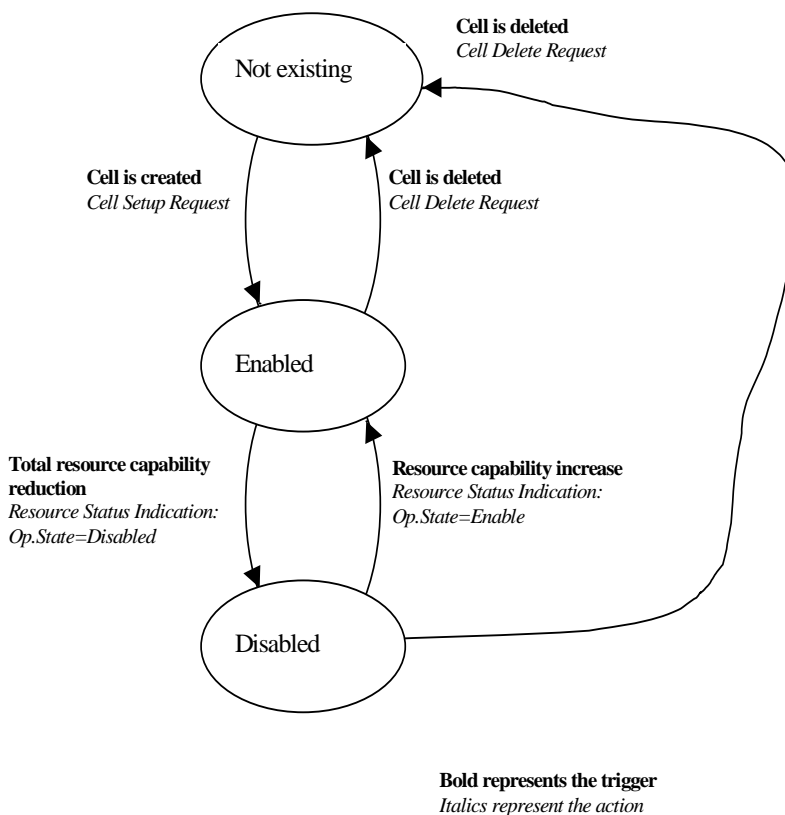 Cell is deleted
Cell Delete Request
Not existing
Cell is created
Cell Setup Request
Cell is deleted
Cell Delete Request
Enabled
Total resource capability
reduction
Resource Status Indication:
Op.State=Disabled
Resource capability increase
Resource Status Indication:
Op.State=Enable
Disabled
Bold represents the trigger
Italics represent the action